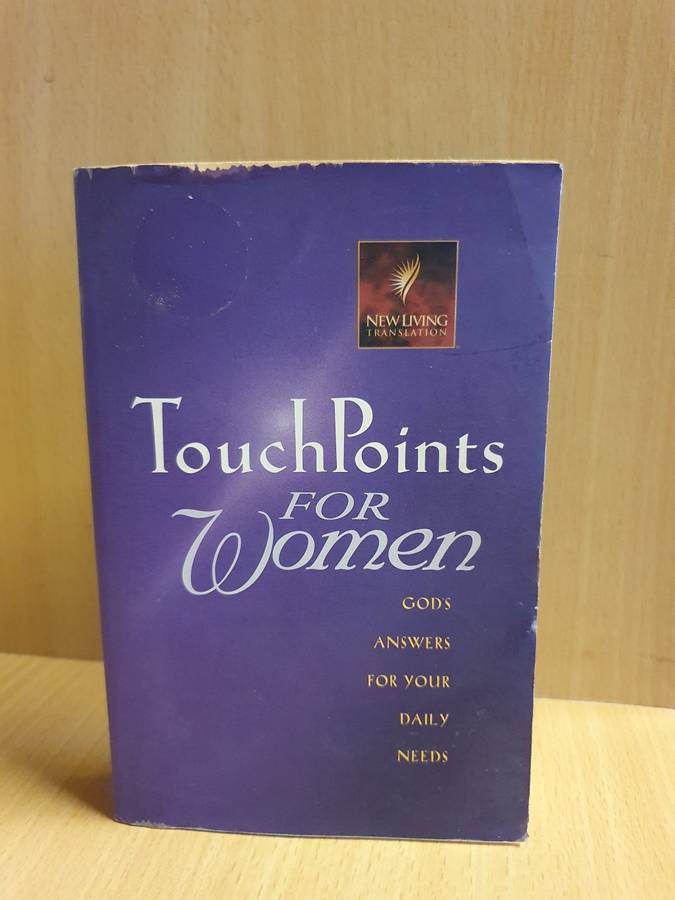 NEW LIVING
TRANSLATION
TouchPoints
FOR
Women
GOD'S
ANSWERS
FOR YOUR
DAILY
NEEDS